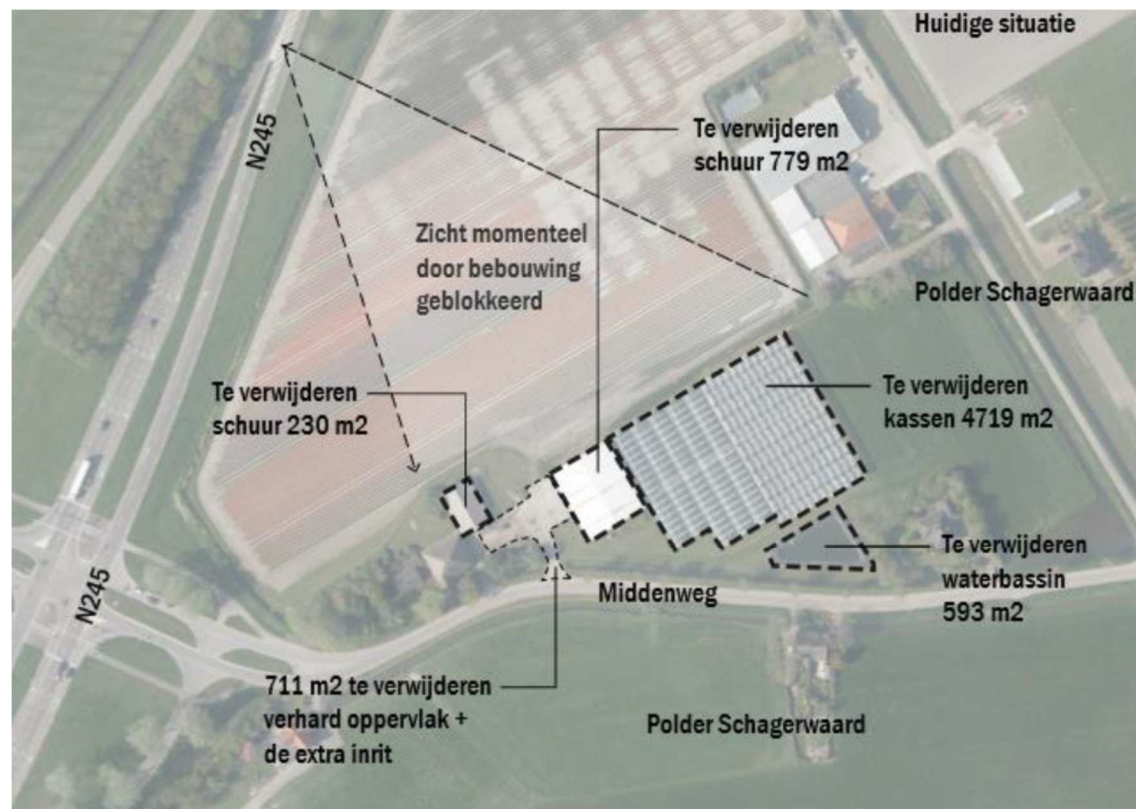 Huidige situatie
N245
Te verwijderen
schuur 779 m2
Zicht momenteel
door bebouwing
geblokkeerd
Polder Schagerwaard
Te verwijderen
schuur 230 m2
Te verwijderen
kassen 4719 m2
Te verwijderen
waterbassin
593 m2
Middenweg
N245
711 m2 te verwijderen
verhard oppervlak +
de extra inrit
Polder Schagerwaard